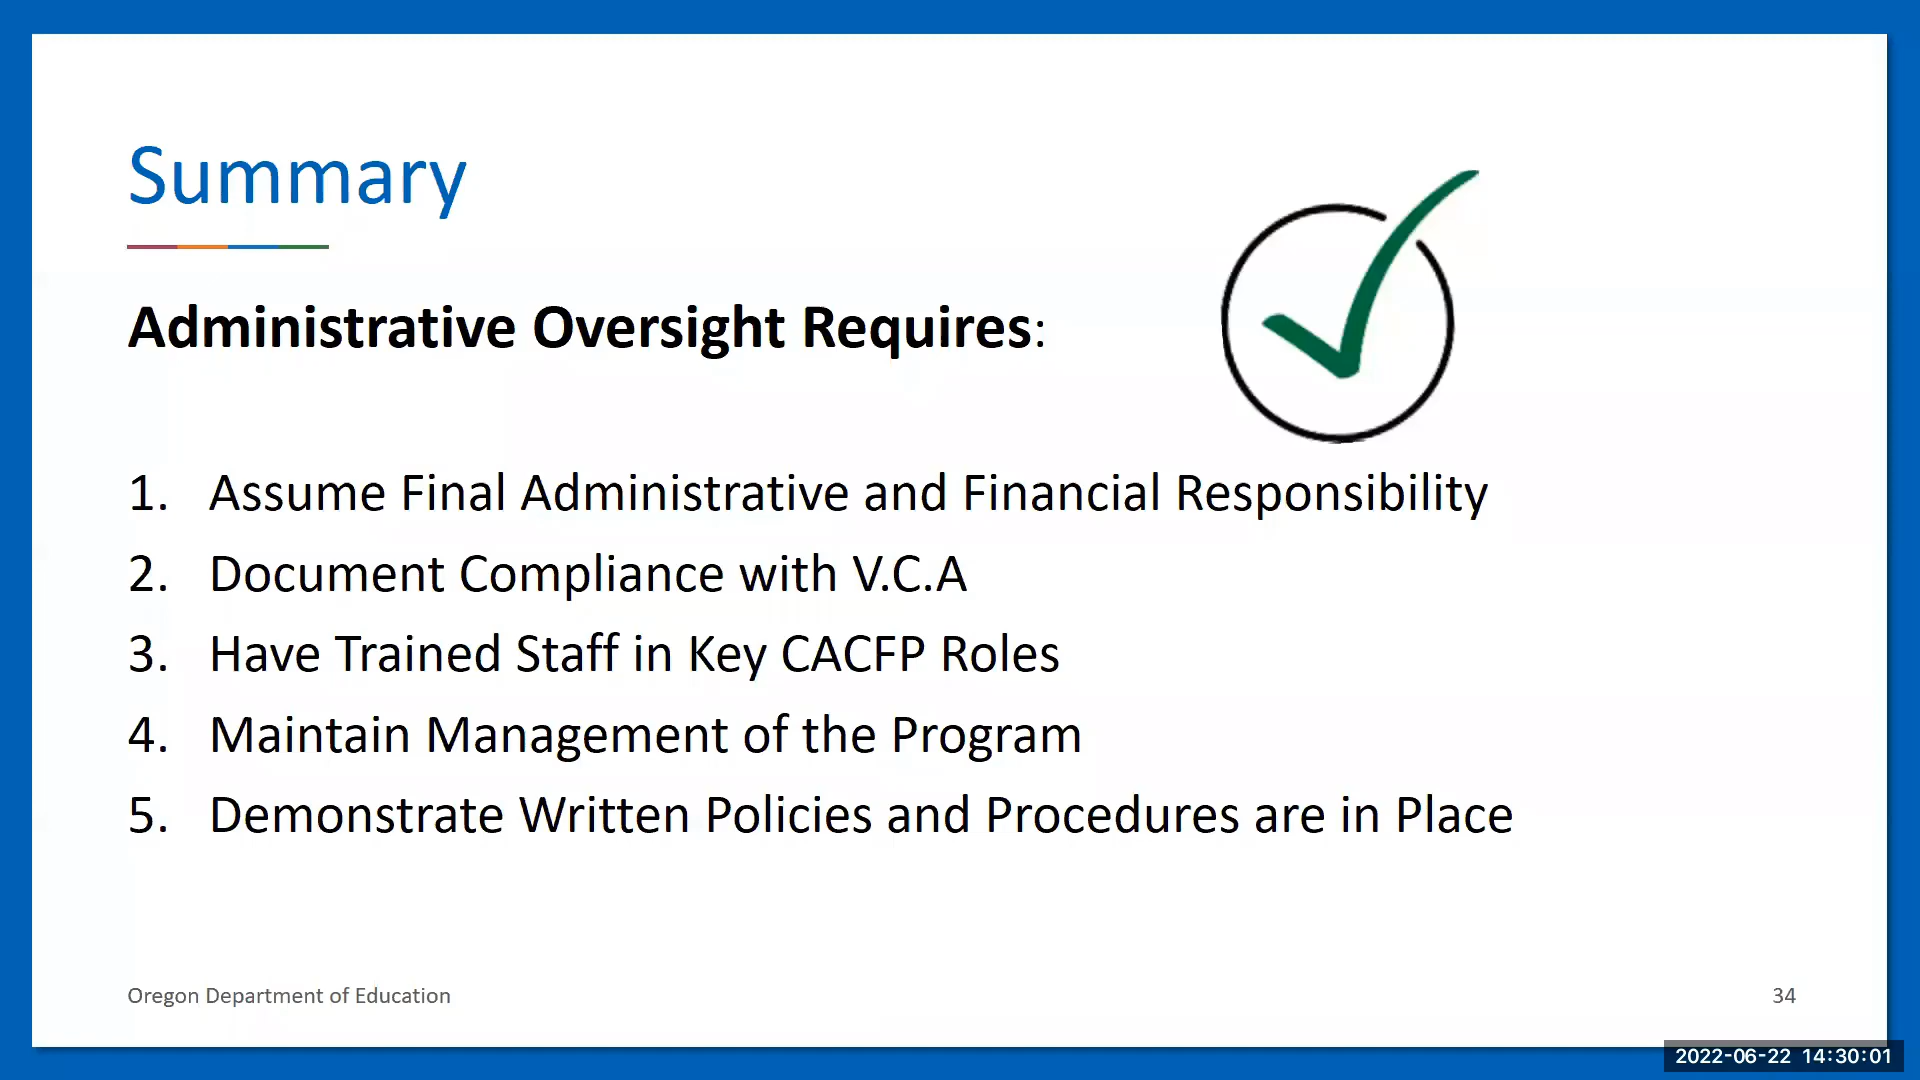 Summary
Administrative Oversight Requires:
1. Assume Final Administrative and Financial Responsibility
2. Document Compliance with V.C.A
3. Have Trained Staff in Key CACFP Roles
4. Maintain Management of the Program
5. Demonstrate Written Policies and Procedures are in Place
Oregon Department of Education
34
2022-06-22 14:30:01